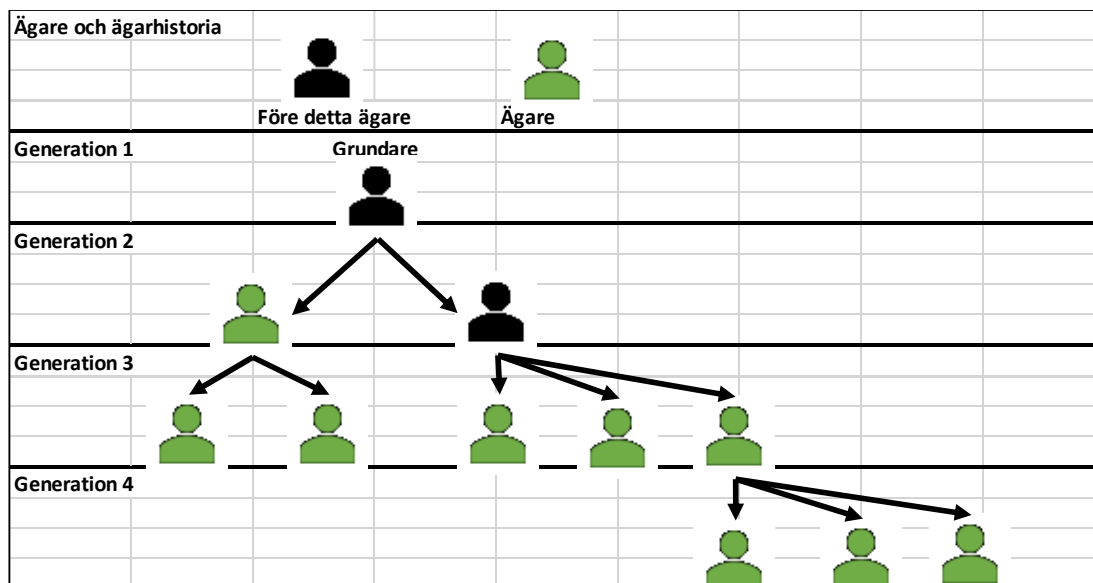 Ägare och ägarhistoria
Före detta ägare
Ägare
Generation 1
Grundare
Generation 2
Generation 3
Generation 4